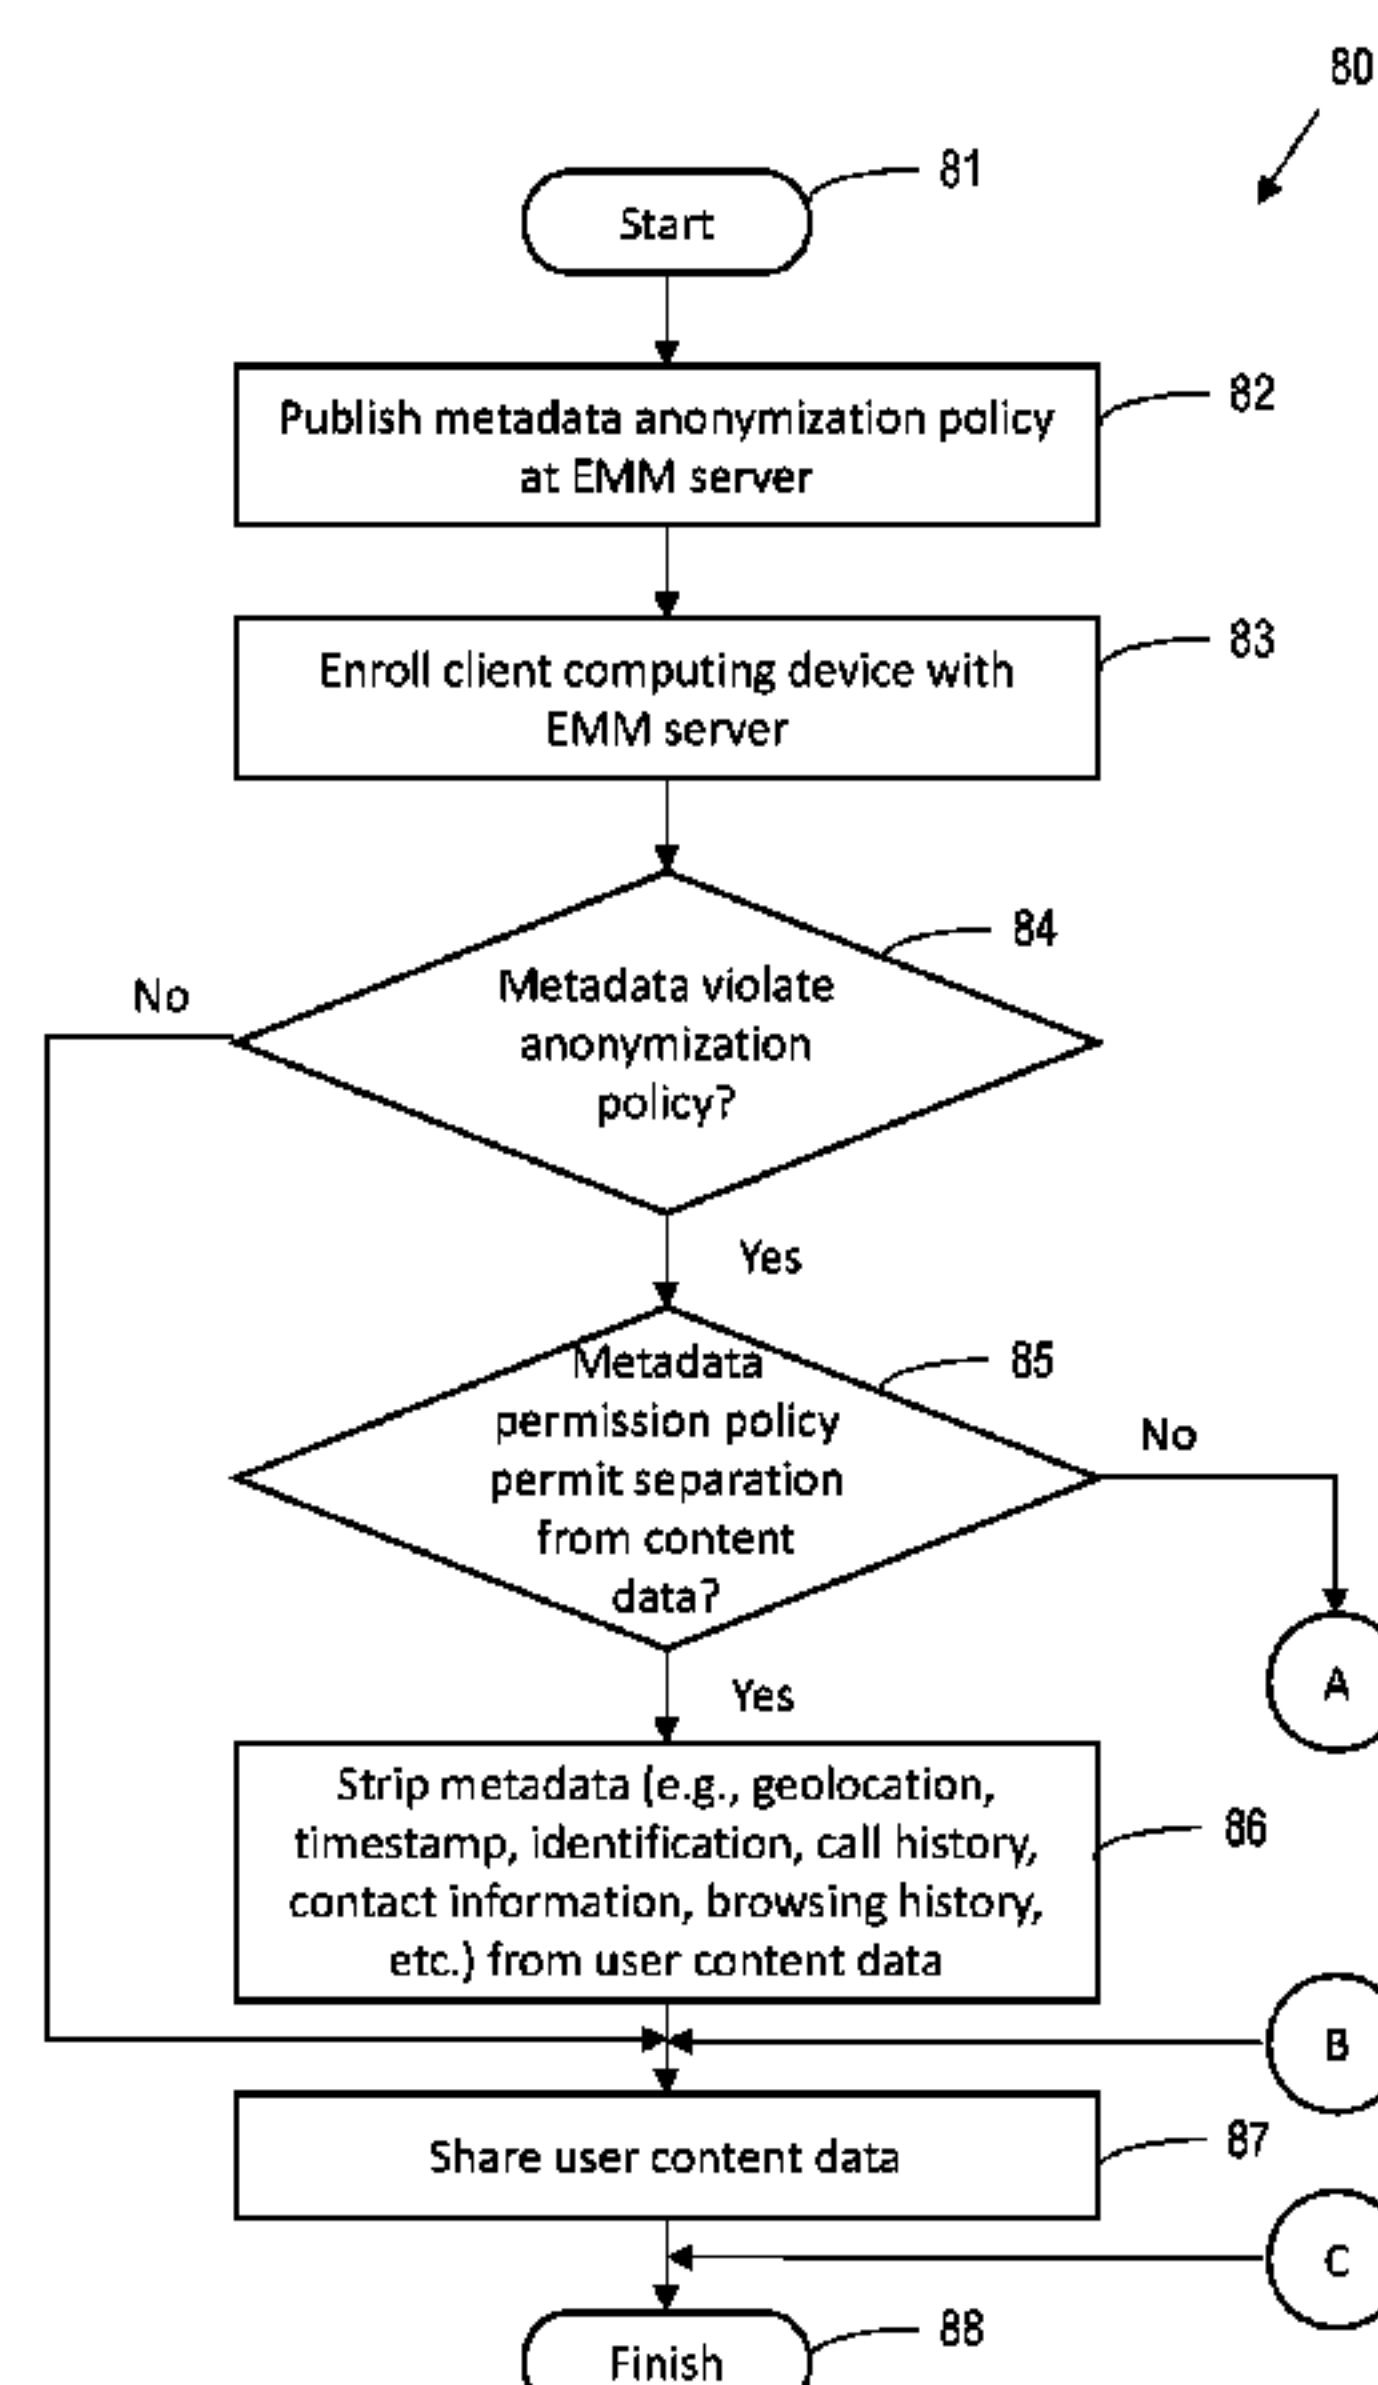 80
81
Start
82
Publish metadata anonymization policy
at EMM server
83
Enroll client computing device with
EMM server
84
No
Metadata violate
anonymization
policy?
Yes
85
Metadata
permission policy
permit separation
from content
data?
No
A
Yes
Strip metadata (e.g., geolocation,
timestamp, identification, call history,
contact information, browsing history,
etc.) from user content data
86
B
Share user content data
87
C
88
Finish